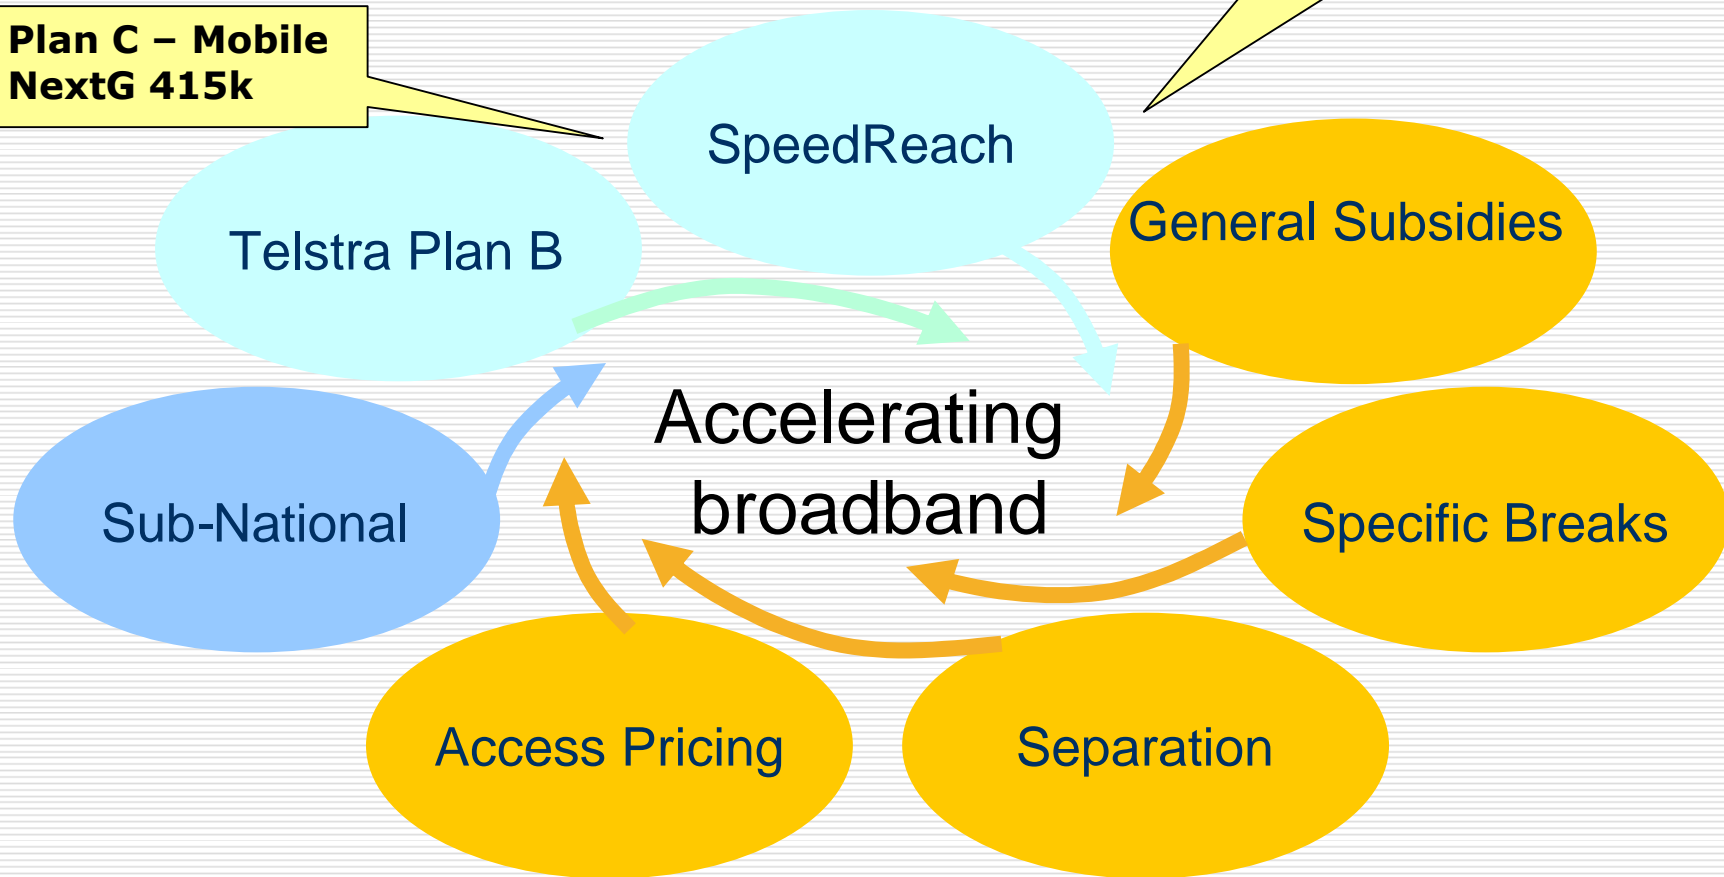 Plan C – Mobile
NextG 415k
SpeedReach
General Subsidies
Telstra Plan B
Accelerating
broadband
Sub-National
Specific Breaks
Access Pricing
Separation